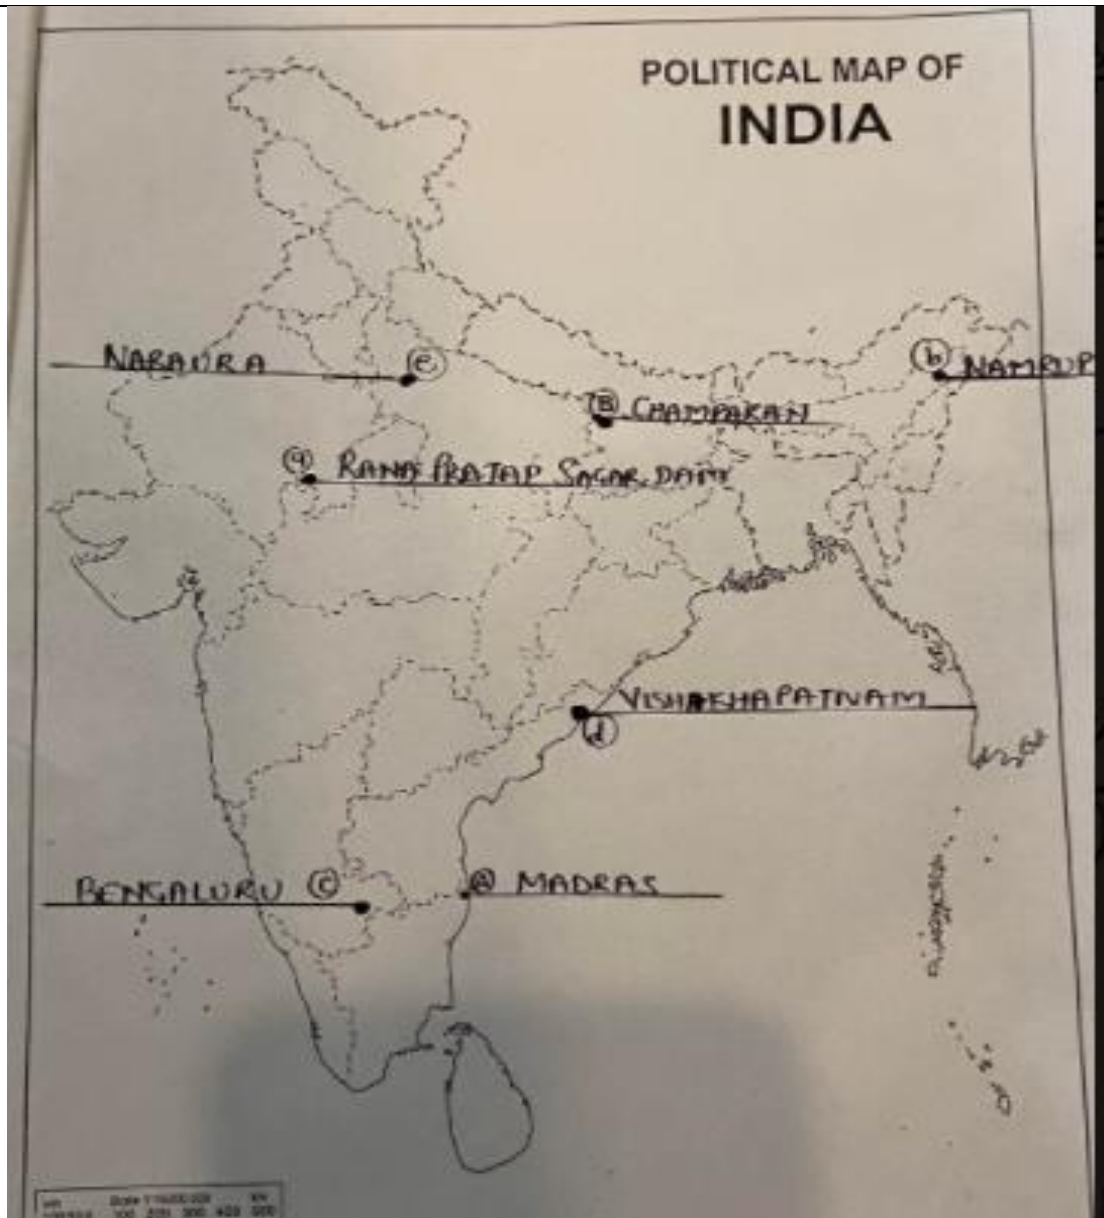 POLITICAL MAP OF
INDIA
NARAURA
e
b NAMRUP
B CHAMPARAN
a RANA PRATAP SAGAR DAM
VISHAKHAPATNAM
d
BENGALURU c
A MADRAS